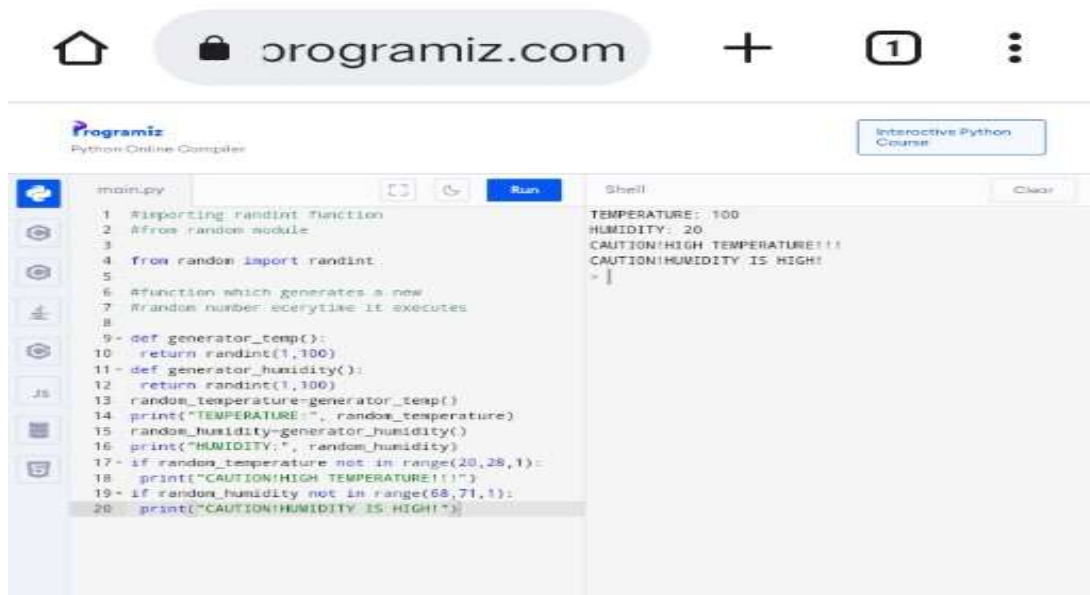 programiz.com
1
Programiz
Python Online Compiler
Interactive Python
Course
main.py
Run
Shell
Clear
1 #importing randint function
2 #from random module
3
4 from random import randint
5
6 #function which generates a new
7 #random number ecerytime it executes
8
9 def generator_temp():
10 return randint(1,100)
11 def generator_humidity():
12 return randint(1,100)
13 random_temperature=generator_temp()
14 print("TEMPERATURE:", random_temperature)
15 random_humidity=generator_humidity()
16 print("HUMIDITY:", random_humidity)
17 if random_temperature not in range(20,28,1):
18 print("CAUTION!HIGH TEMPERATURE!!!")
19 if random_humidity not in range(68,71,1):
20 print("CAUTION!HUMIDITY IS HIGH!")
JS
TEMPERATURE: 100
HUMIDITY: 20
CAUTION!HIGH TEMPERATURE!!!
CAUTION!HUMIDITY IS HIGH!
>